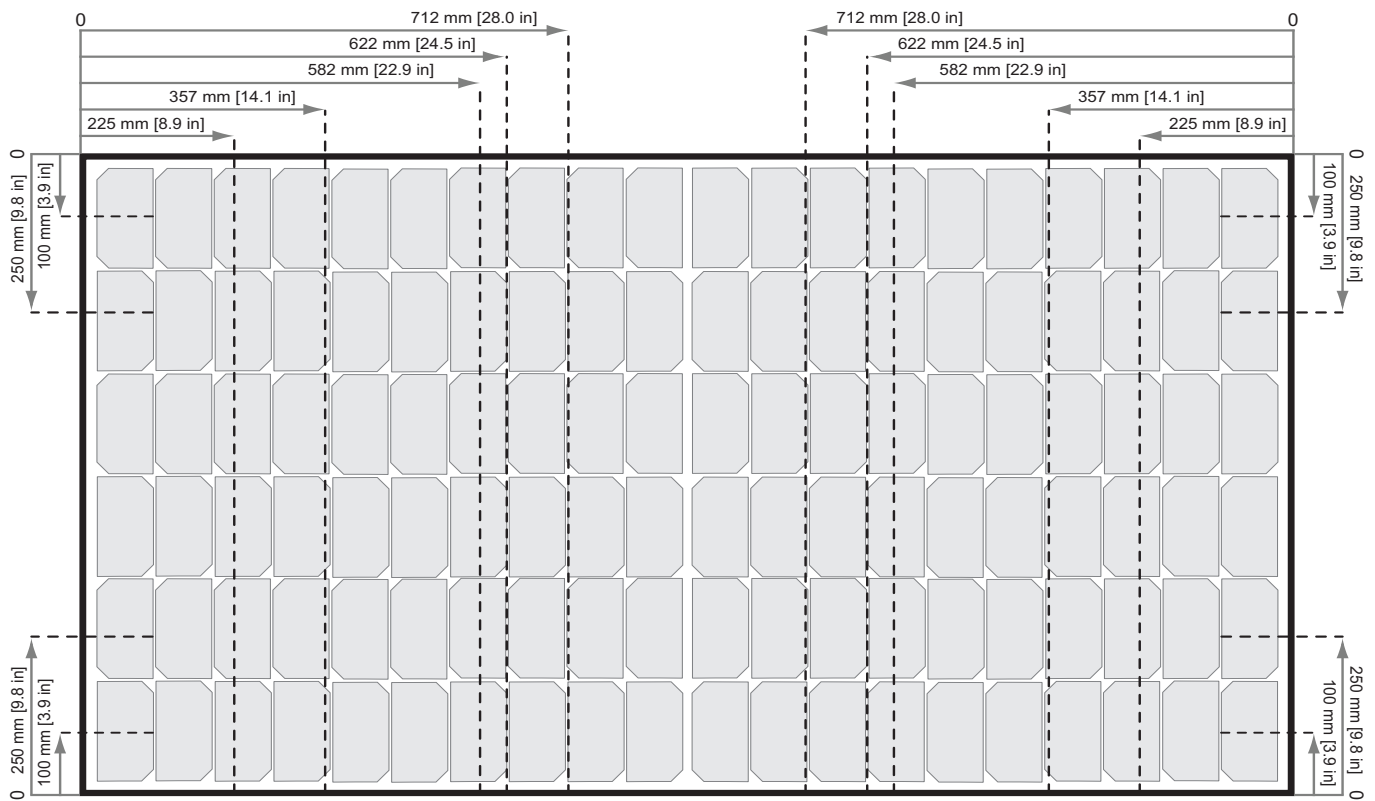 0
712 mm [28.0 in]
712 mm [28.0 in]
0
622 mm [24.5 in]
622 mm [24.5 in]
582 mm [22.9 in]
582 mm [22.9 in]
357 mm [14.1 in]
357 mm [14.1 in]
225 mm [8.9 in]
225 mm [8.9 in]
0
250 mm [9.8 in]
100 mm [3.9 in]
0
250 mm [9.8 in]
100 mm [3.9 in]
250 mm [9.8 in]
100 mm [3.9 in]
0
250 mm [9.8 in]
100 mm [3.9 in]
0